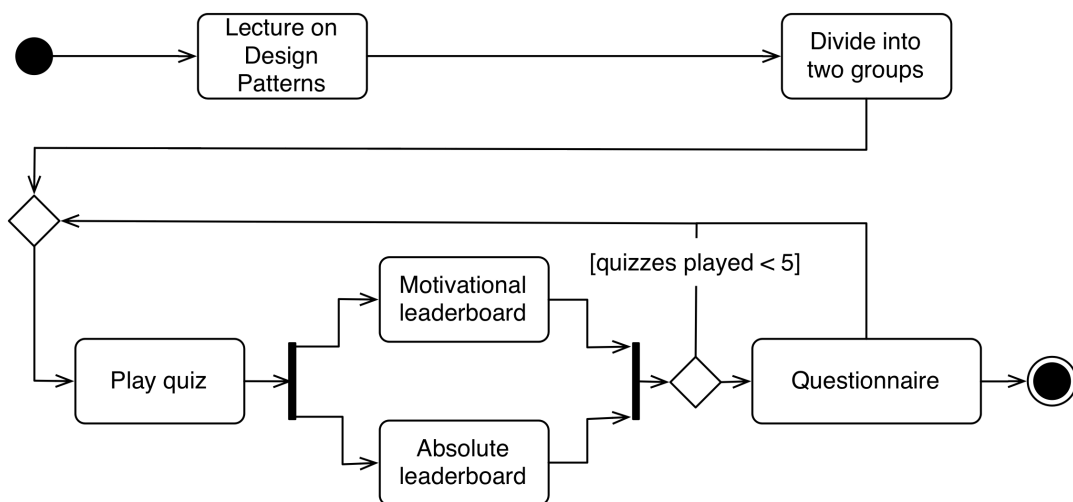 Lecture on
Design
Patterns
Divide into
two groups
[quizzes played < 5]
Motivational
leaderboard
Play quiz
Questionnaire
Absolute
leaderboard